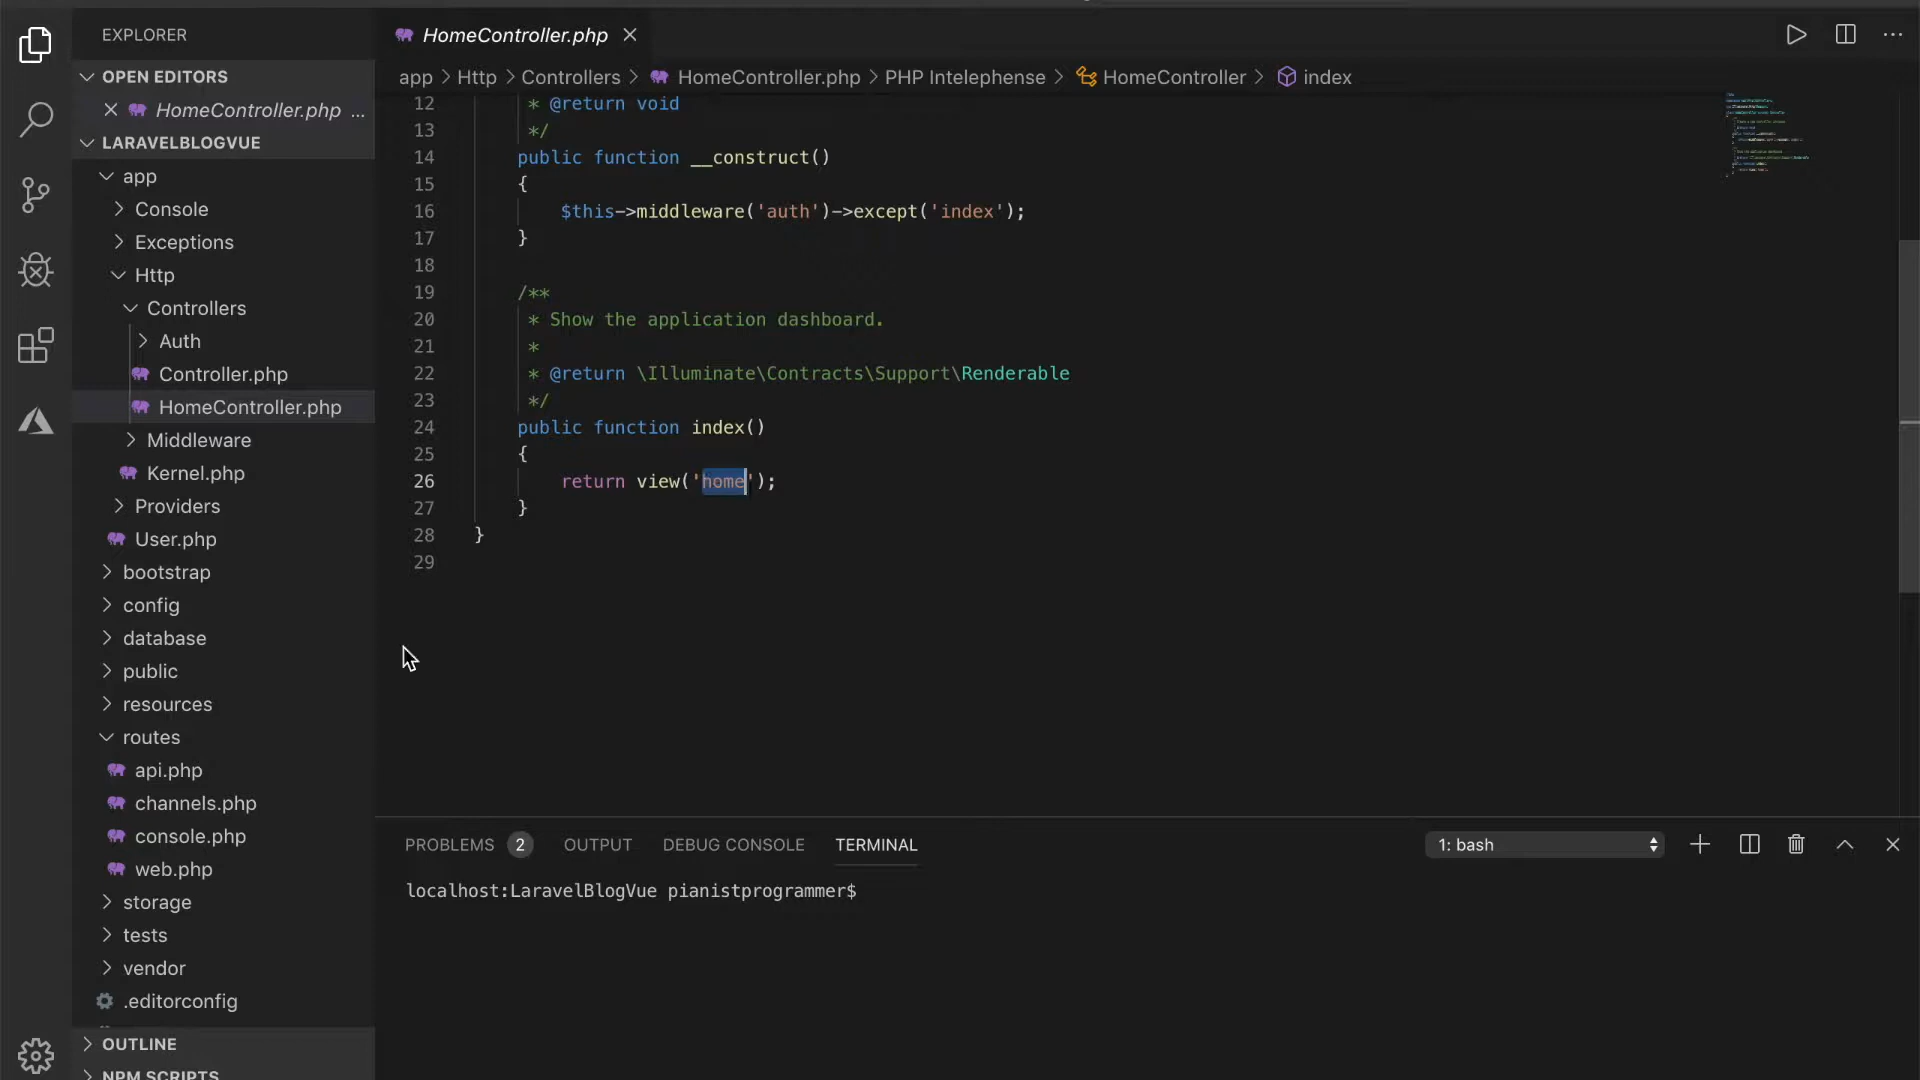 EXPLORER
OPEN EDITORS
HomeController.php ...
LARAVELBLOGVUE
app
Console
Exceptions
Http
Controllers
Auth
Controller.php
HomeController.php
Middleware
Kernel.php
Providers
User.php
bootstrap
config
database
public
resources
routes
api.php
channels.php
console.php
web.php
storage
tests
vendor
.editorconfig
OUTLINE
NPM SCRIPTS
HomeController.php
app > Http > Controllers > HomeController.php > PHP Intelephense > HomeController > index
12 * @return void
13 */
14 public function __construct()
15 {
16 $this->middleware('auth')->except('index');
17 }
18
19 /**
20 * Show the application dashboard.
21 *
22 * @return \Illuminate\Contracts\Support\Renderable
23 */
24 public function index()
25 {
26 return view('home');
27 }
28 }
29
PROBLEMS 2 OUTPUT DEBUG CONSOLE TERMINAL 1: bash
localhost:LaravelBlogVue pianistprogrammer$